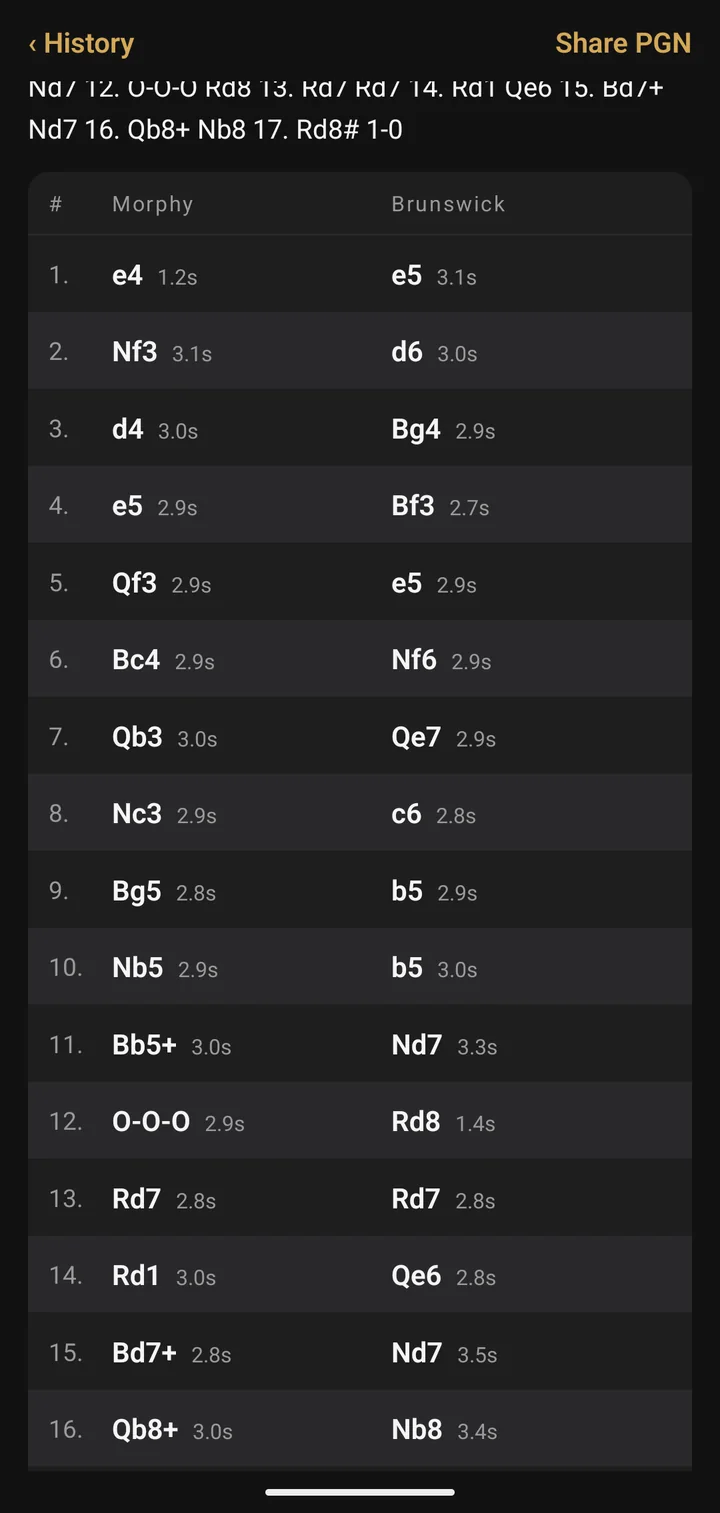 ‹ History
Share PGN
Nd7 12. O-O-O Rd8 13. Rd7 Rd7 14. Rd1 Qe6 15. Bd7+
Nd7 16. Qb8+ Nb8 17. Rd8# 1-0
# Morphy Brunswick
1. e4 1.2s e5 3.1s
2. Nf3 3.1s d6 3.0s
3. d4 3.0s Bg4 2.9s
4. e5 2.9s Bf3 2.7s
5. Qf3 2.9s e5 2.9s
6. Bc4 2.9s Nf6 2.9s
7. Qb3 3.0s Qe7 2.9s
8. Nc3 2.9s c6 2.8s
9. Bg5 2.8s b5 2.9s
10. Nb5 2.9s b5 3.0s
11. Bb5+ 3.0s Nd7 3.3s
12. O-O-O 2.9s Rd8 1.4s
13. Rd7 2.8s Rd7 2.8s
14. Rd1 3.0s Qe6 2.8s
15. Bd7+ 2.8s Nd7 3.5s
16. Qb8+ 3.0s Nb8 3.4s